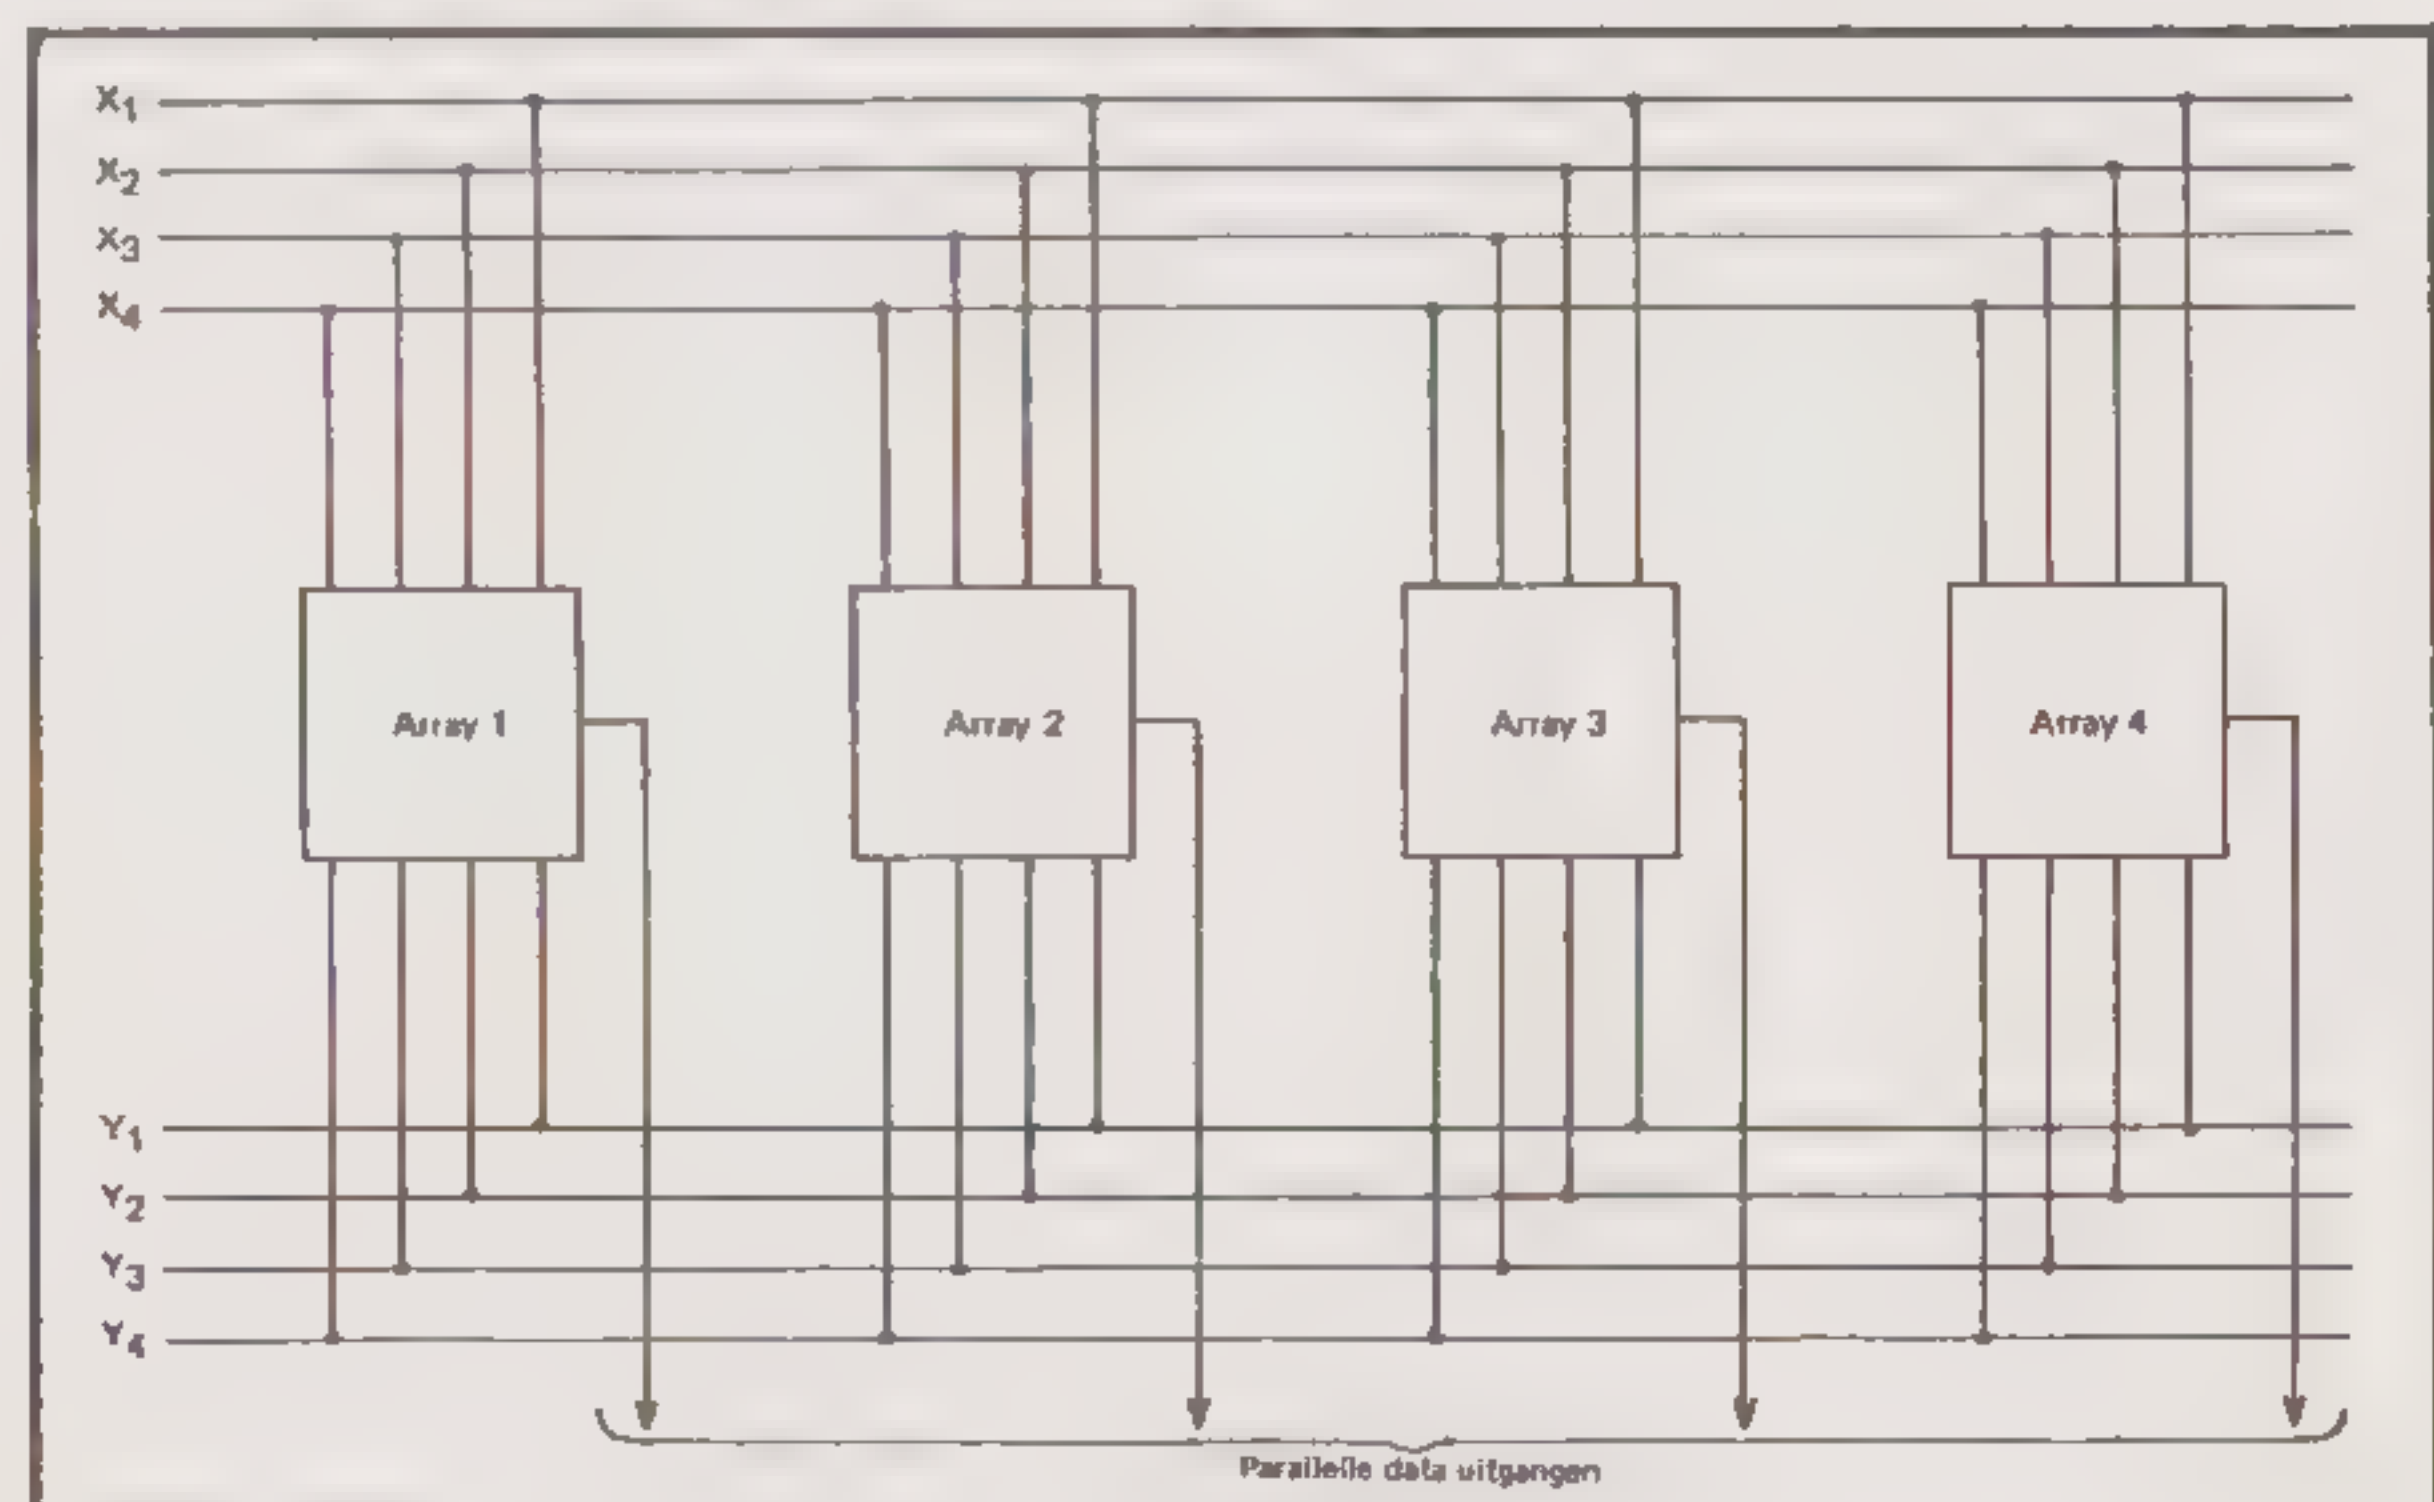 X1
X2
X3
X4
Array 1 Array 2 Array 3 Array 4
Y1
Y2
Y3
Y4
Parallelle data uitgangen